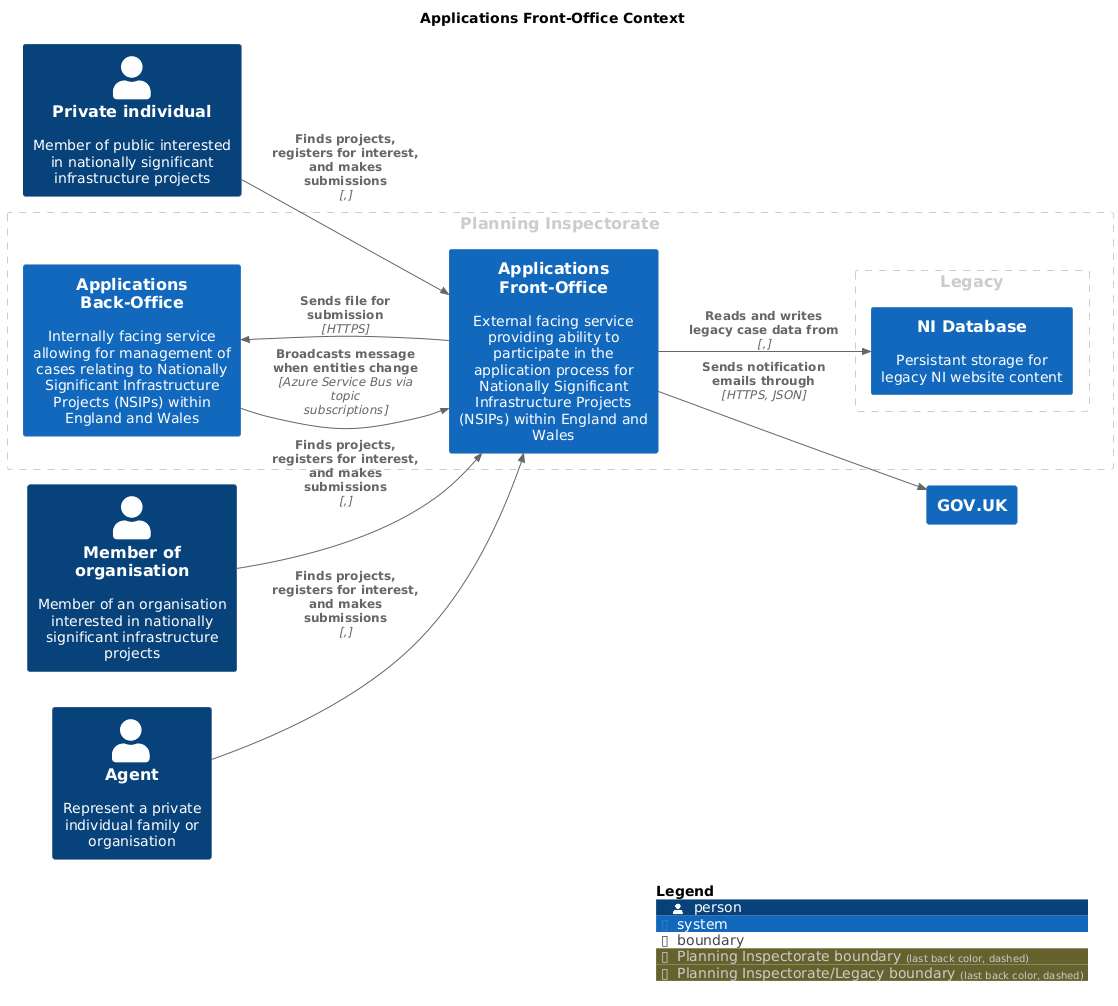 Applications Front-Office Context
Private individual
Member of public interested
in nationally significant
infrastructure projects
Finds projects,
registers for interest,
and makes
submissions
[,]
Planning Inspectorate
Applications
Back-Office
Internally facing service
allowing for management of
cases relating to Nationally
Significant Infrastructure
Projects (NSIPs) within
England and Wales
Sends file for
submission
[HTTPS]
Broadcasts message
when entities change
[Azure Service Bus via
topic
subscriptions]
Applications
Front-Office
External facing service
providing ability to
participate in the
application process for
Nationally Significant
Infrastructure Projects
(NSIPs) within England and
Wales
Reads and writes
legacy case data from
[,]
Sends notification
emails through
[HTTPS, JSON]
Legacy
NI Database
Persistant storage for
legacy NI website content
GOV.UK
Finds projects,
registers for interest,
and makes
submissions
[,]
Member of
organisation
Member of an organisation
interested in nationally
significant infrastructure
projects
Finds projects,
registers for interest,
and makes
submissions
[,]
Agent
Represent a private
individual family or
organisation
Legend
person
system
boundary
Planning Inspectorate boundary (last back color, dashed)
Planning Inspectorate/Legacy boundary (last back color, dashed)